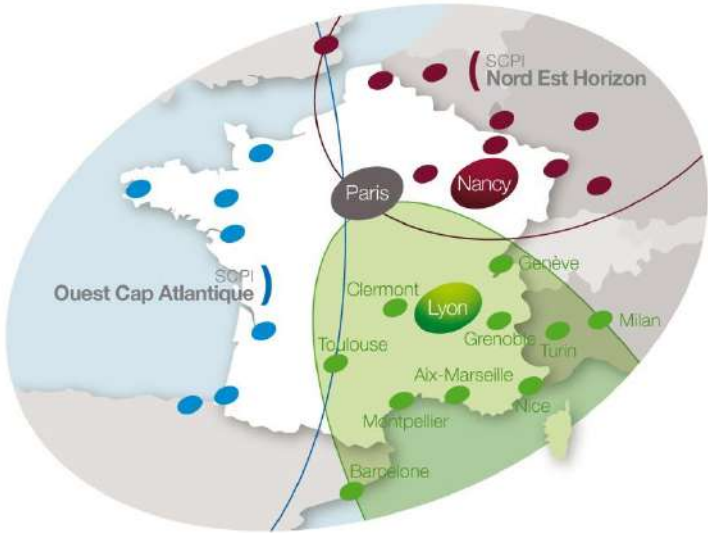 SCPI
Nord Est Horizon
Paris
Nancy
SCPI
Ouest Cap Atlantique
Genève
Clermont
Lyon
Milan
Grenoble
Turin
Toulouse
Aix-Marseille
Nice
Montpellier
Barcelone